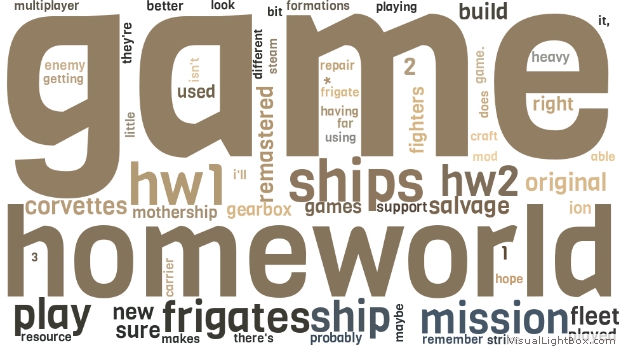 multiplayer better look bit formations playing build it,
game
they're different steam game.
enemy getting isn't used repair 2 heavy
* frigate having far using fighters does right
little remastered craft mod able
hw1 i'll ships hw2 original
corvettes mothership gearbox games support salvage ion
homeworld
3 carrier 1 hope
play new frigates ship mission fleet
resource sure makes there's probably maybe remember played
VisualLightBox.com